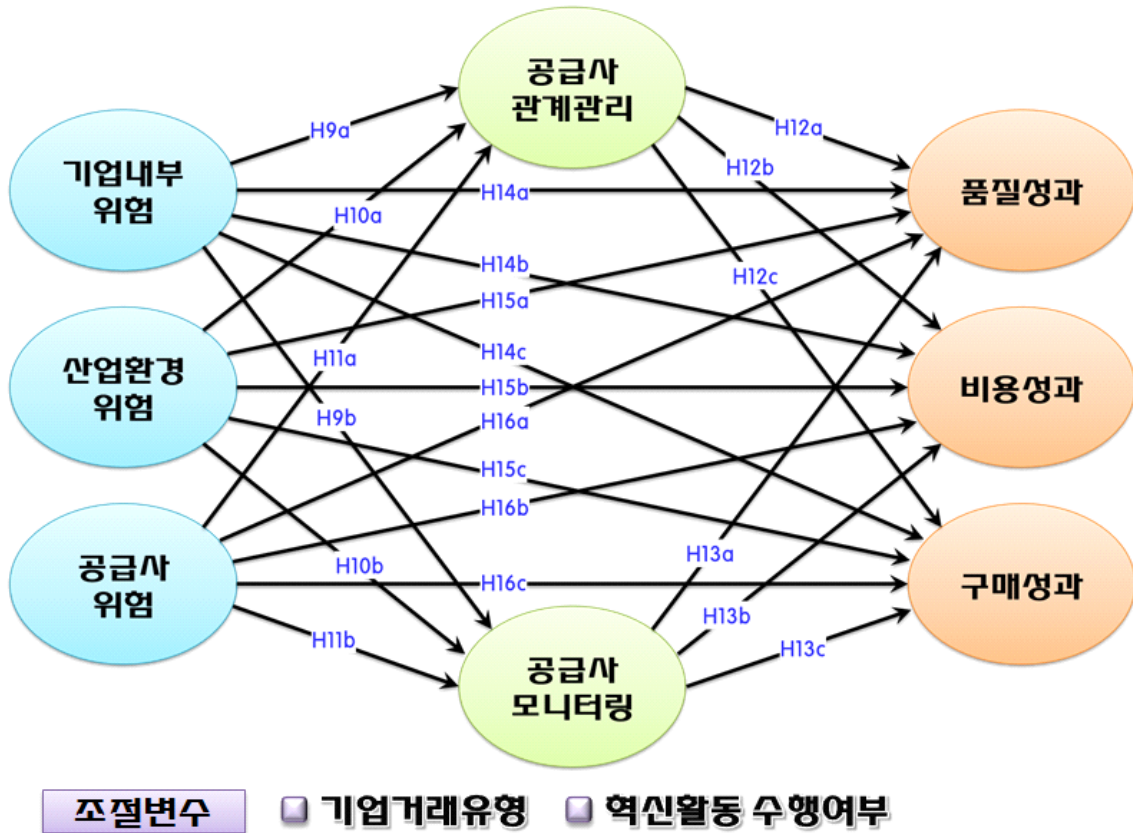 공급사
관계관리
H9a
H12a
기업내부
위험
H12b
H14a
품질성과
H10a
H14b
H12c
H15a
H11a
H14c
산업환경
위험
H15b
비용성과
H9b
H16a
H15c
H16b
H13a
H10b
공급사
위험
H16c
구매성과
H13b
H11b
H13c
공급사
모니터링
조절변수
기업거래유형
혁신활동 수행여부